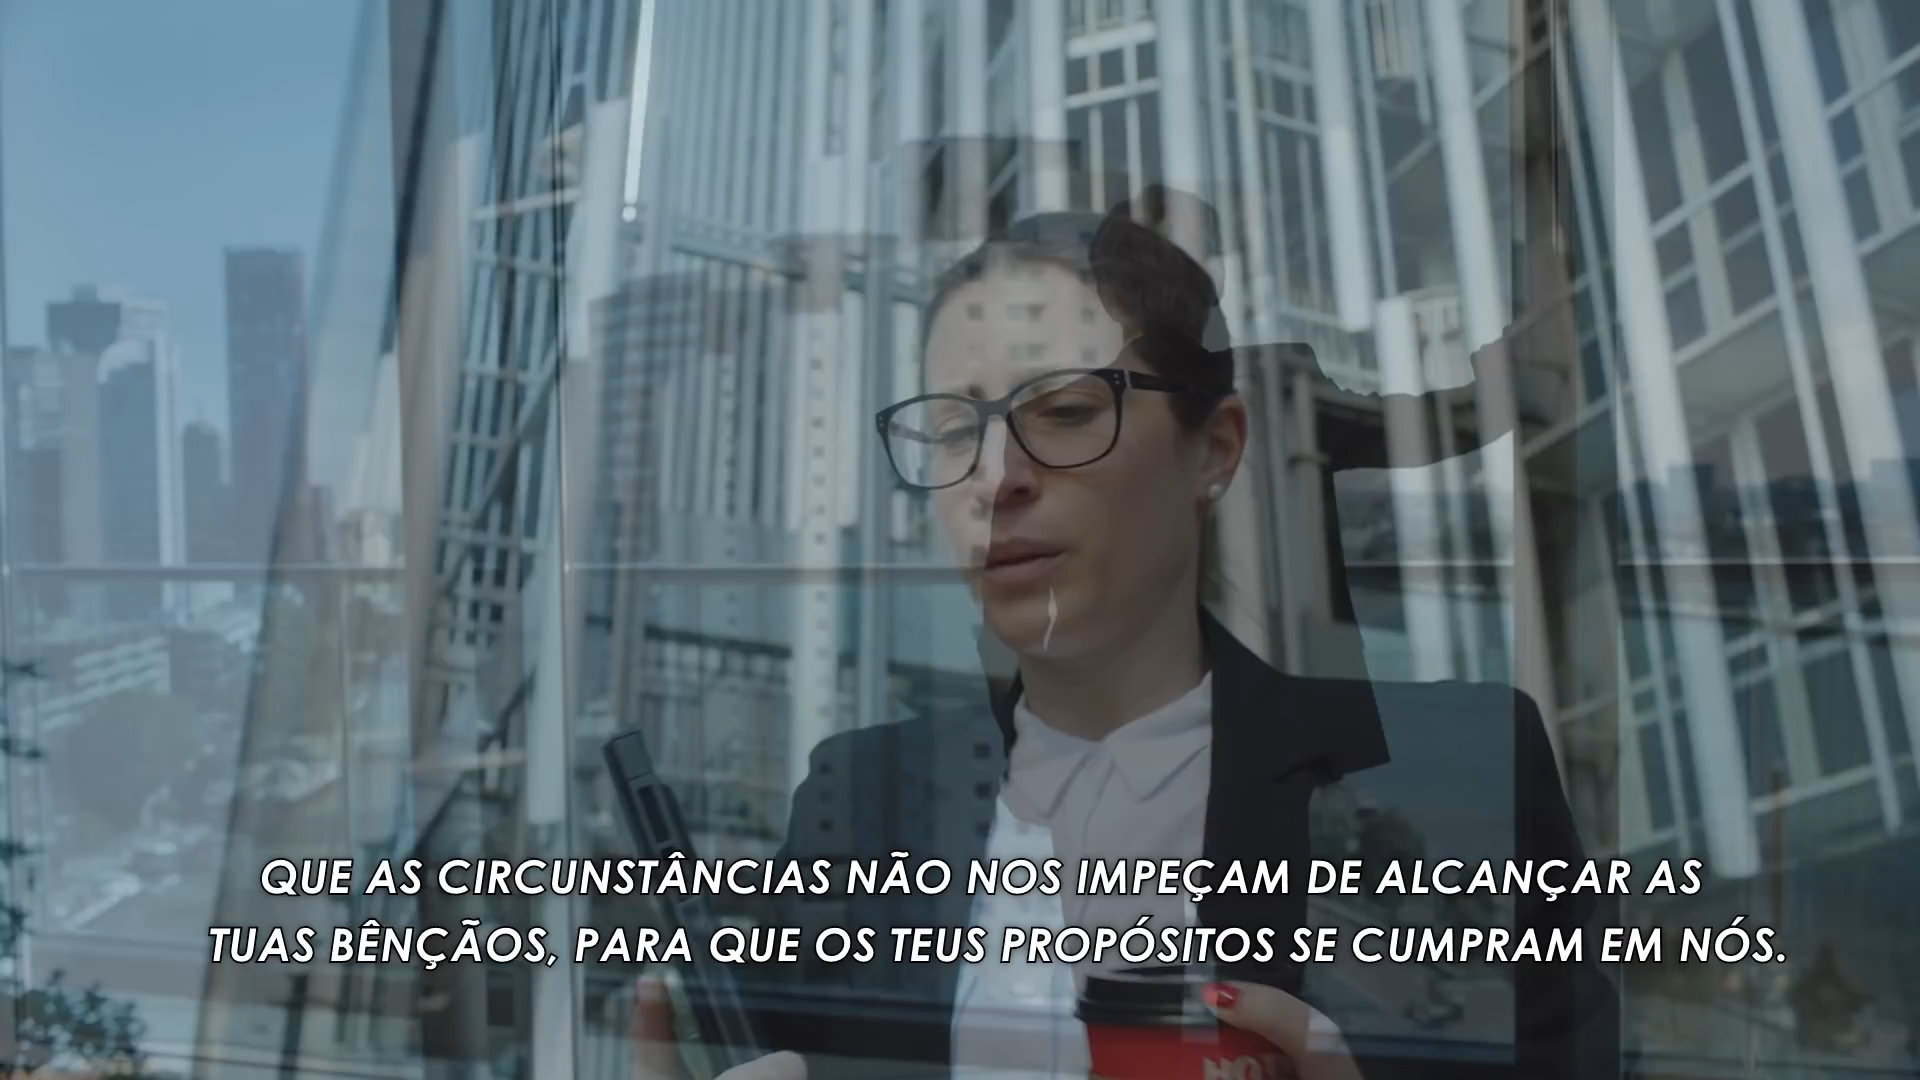 QUE AS CIRCUNSTÂNCIAS NÃO NOS IMPEÇAM DE ALCANÇAR AS
TUAS BÊNÇÃOS, PARA QUE OS TEUS PROPÓSITOS SE CUMPRAM EM NÓS.
HOT